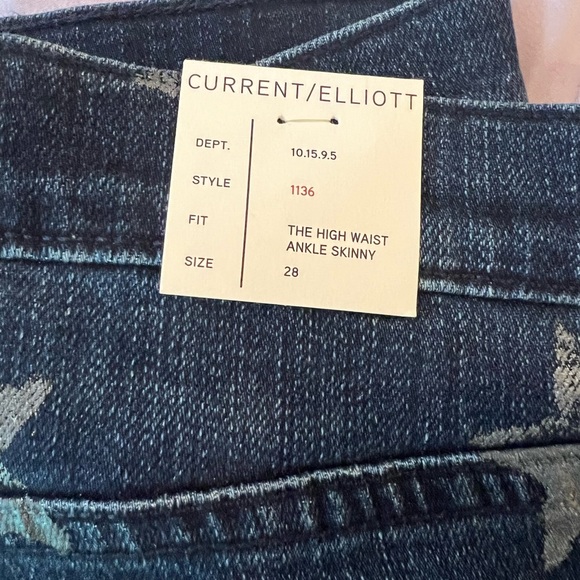 CURRENT/ELLIOTT
DEPT. 10.15.9.5
STYLE 1136
FIT THE HIGH WAIST
ANKLE SKINNY
SIZE 28